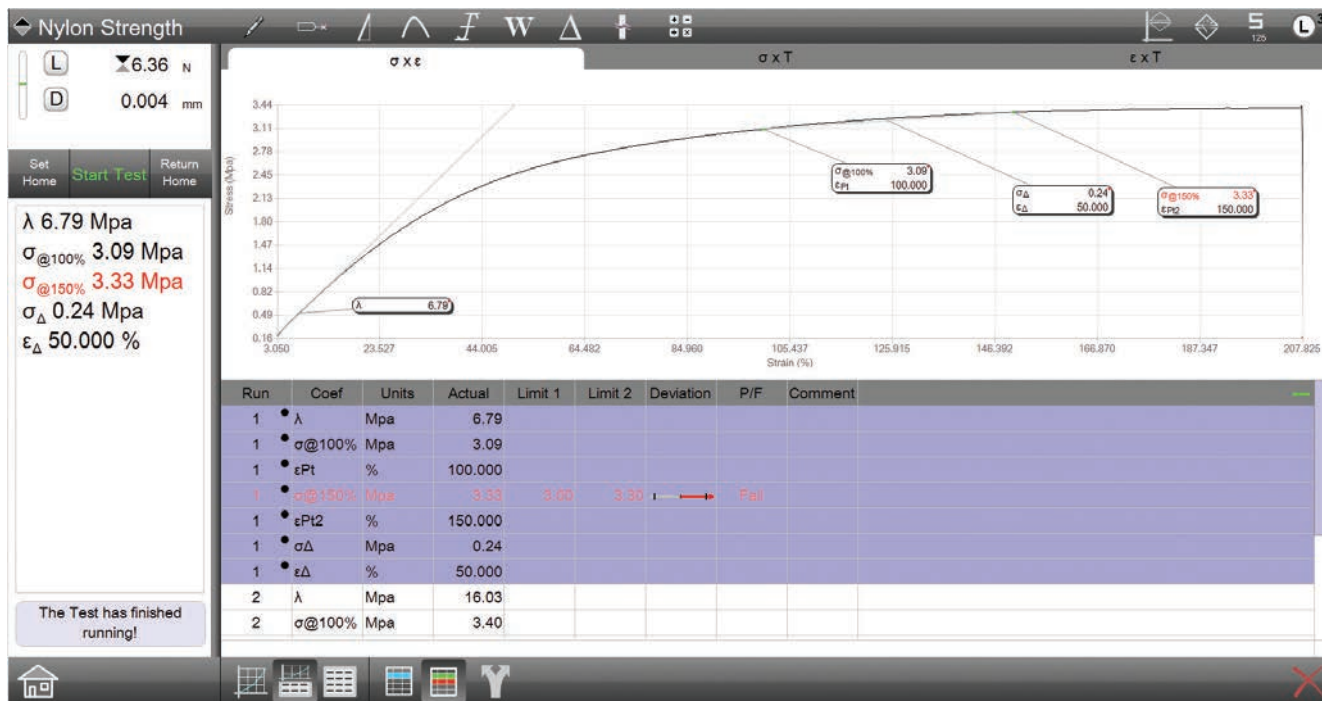 Nylon Strength
W
S
125
L
3
L 6.36 N
D 0.004 mm
Set Home
Start Test
Return Home
λ 6.79 Mpa
σ@100% 3.09 Mpa
σ@150% 3.33 Mpa
σΔ 0.24 Mpa
εΔ 50.000 %
The Test has finished
running!
σ x ε σ x T ε x T
Stress (Mpa)
3.44
3.11
2.78
2.45
2.13
1.80
1.47
1.14
0.82
0.49
0.16
σ@100% 3.09
εPt 100.000
σΔ 0.24
εΔ 50.000
σ@150% 3.33
εPt2 150.000
λ 6.79
3.050 23.527 44.005 64.482 84.960 105.437 125.915 146.392 166.870 187.347 207.825
Strain (%)
Run Coef Units Actual Limit 1 Limit 2 Deviation P/F Comment
1 λ Mpa 6.79
1 σ@100% Mpa 3.09
1 εPt % 100.000
1 σ@150% Mpa 3.33 3.00 3.30 Fail
1 εPt2 % 150.000
1 σΔ Mpa 0.24
1 εΔ % 50.000
2 λ Mpa 16.03
2 σ@100% Mpa 3.40